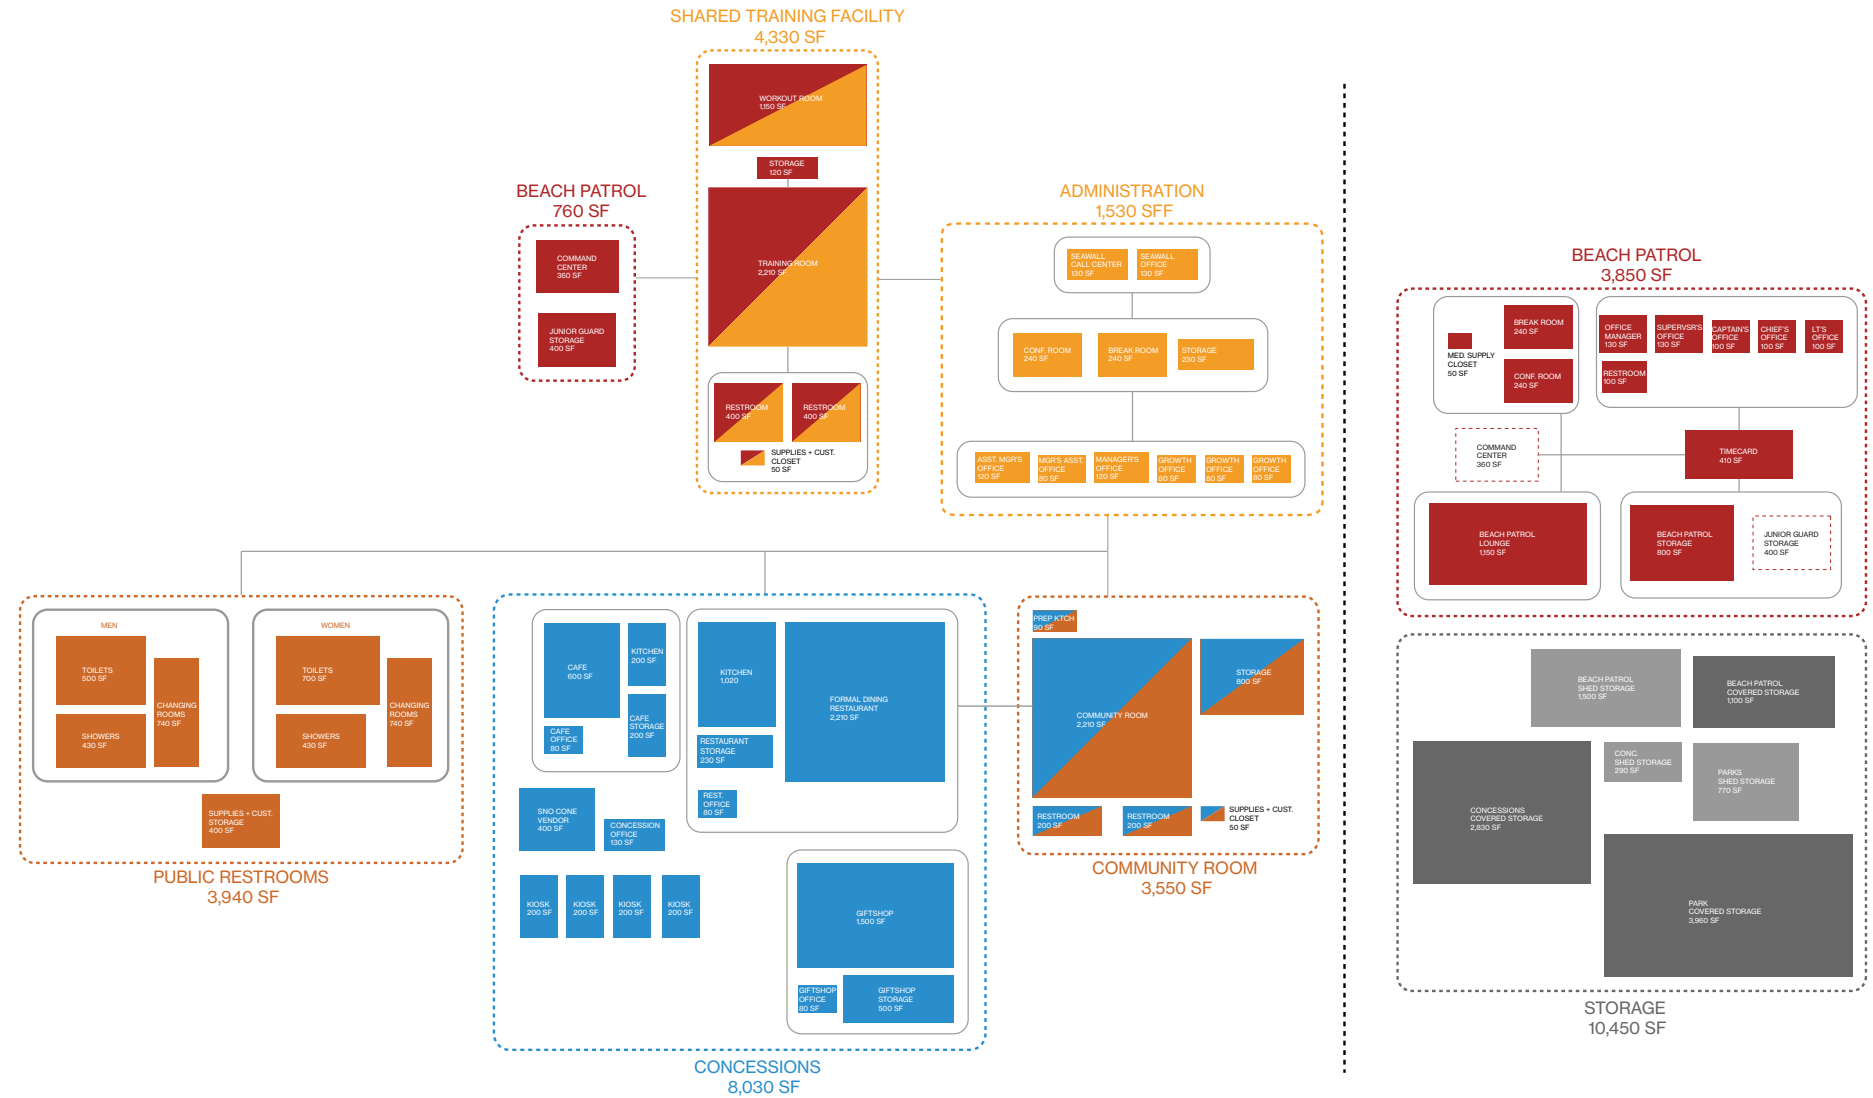 SHARED TRAINING FACILITY
4,330 SF
WORKOUT ROOM
1,150 SF
STORAGE
120 SF
TRAINING ROOM
2,210 SF
RESTROOM
400 SF
RESTROOM
400 SF
SUPPLIES + CUST.
CLOSET
50 SF
BEACH PATROL
760 SF
COMMAND
CENTER
360 SF
JUNIOR GUARD
STORAGE
400 SF
ADMINISTRATION
1,530 SFF
SEAWALL
CALL CENTER
130 SF
SEAWALL
OFFICE
130 SF
CONF. ROOM
240 SF
BREAK ROOM
240 SF
STORAGE
230 SF
ASST. MGR'S
OFFICE
120 SF
MGR'S ASST.
OFFICE
80 SF
MANAGER'S
OFFICE
120 SF
GROWTH
OFFICE
80 SF
GROWTH
OFFICE
80 SF
GROWTH
OFFICE
80 SF
MEN
TOILETS
500 SF
CHANGING
ROOMS
740 SF
SHOWERS
430 SF
WOMEN
TOILETS
700 SF
CHANGING
ROOMS
740 SF
SHOWERS
430 SF
SUPPLIES + CUST.
STORAGE
400 SF
PUBLIC RESTROOMS
3,940 SF
CAFE
600 SF
KITCHEN
200 SF
CAFE
STORAGE
200 SF
CAFE
OFFICE
80 SF
KITCHEN
1,020
FORMAL DINING
RESTAURANT
2,210 SF
RESTAURANT
STORAGE
230 SF
REST.
OFFICE
80 SF
SNO CONE
VENDOR
400 SF
CONCESSION
OFFICE
130 SF
KIOSK
200 SF
KIOSK
200 SF
KIOSK
200 SF
KIOSK
200 SF
GIFTSHOP
1,500 SF
GIFTSHOP
OFFICE
80 SF
GIFTSHOP
STORAGE
500 SF
CONCESSIONS
8,030 SF
PREP KTCH
90 SF
COMMUNITY ROOM
2,210 SF
STORAGE
800 SF
RESTROOM
200 SF
RESTROOM
200 SF
SUPPLIES + CUST.
CLOSET
50 SF
COMMUNITY ROOM
3,550 SF
BEACH PATROL
3,850 SF
MED. SUPPLY
CLOSET
50 SF
BREAK ROOM
240 SF
CONF. ROOM
240 SF
OFFICE
MANAGER
130 SF
SUPERVSR'S
OFFICE
130 SF
CAPTAIN'S
OFFICE
100 SF
CHIEF'S
OFFICE
100 SF
LT'S
OFFICE
100 SF
RESTROOM
100 SF
COMMAND
CENTER
360 SF
TIMECARD
410 SF
BEACH PATROL
LOUNGE
1,150 SF
BEACH PATROL
STORAGE
800 SF
JUNIOR GUARD
STORAGE
400 SF
BEACH PATROL
SHED STORAGE
1,500 SF
BEACH PATROL
COVERED STORAGE
1,100 SF
CONC.
SHED STORAGE
290 SF
PARKS
SHED STORAGE
770 SF
CONCESSIONS
COVERED STORAGE
2,830 SF
PARK
COVERED STORAGE
3,960 SF
STORAGE
10,450 SF